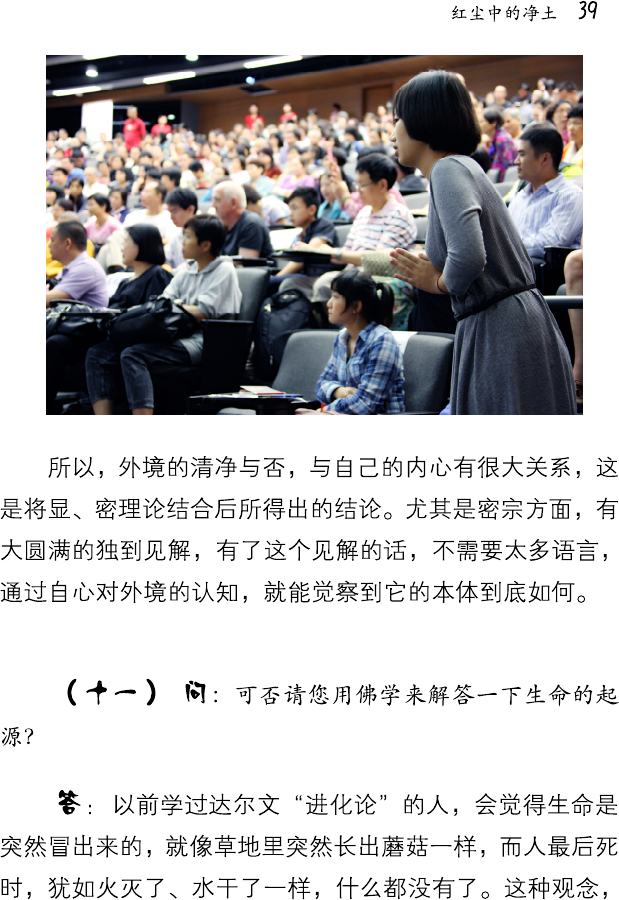 红尘中的净土 39
所以，外境的清净与否，与自己的内心有很大关系，这
是将显、密理论结合后所得出的结论。尤其是密宗方面，有
大圆满的独到见解，有了这个见解的话，不需要太多语言，
通过自心对外境的认知，就能觉察到它的本体到底如何。
（十一） 问：可否请您用佛学来解答一下生命的起
源？
答：以前学过达尔文“进化论”的人，会觉得生命是
突然冒出来的，就像草地里突然长出蘑菇一样，而人最后死
时，犹如火灭了、水干了一样，什么都没有了。这种观念，